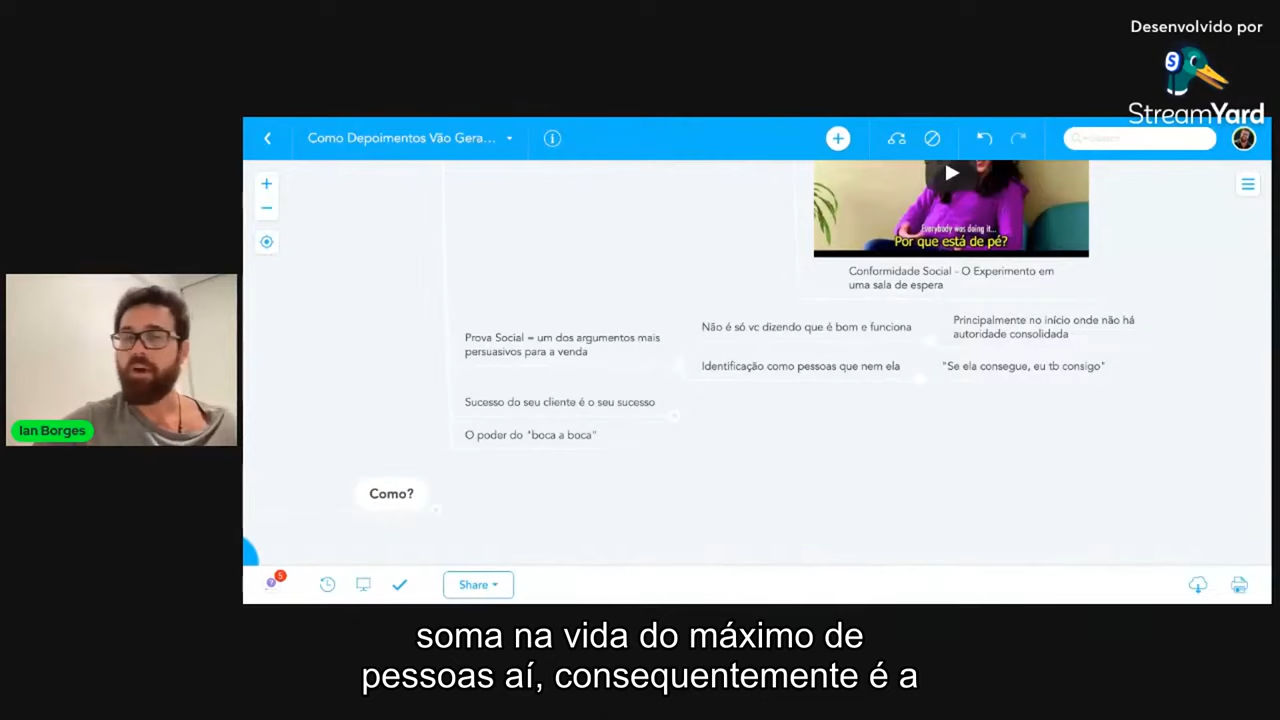 Desenvolvido por
StreamYard
Como Depoimentos Vão Gera...
Everybody was doing it...
Por que está de pé?
Conformidade Social - O Experimento em
uma sala de espera
Prova Social = um dos argumentos mais
persuasivos para a venda
Não é só vc dizendo que é bom e funciona
Principalmente no início onde não há
autoridade consolidada
Identificação como pessoas que nem ela
"Se ela consegue, eu tb consigo"
Sucesso do seu cliente é o seu sucesso
O poder do "boca a boca"
Ian Borges
Como?
5
Share
soma na vida do máximo de
pessoas aí, consequentemente é a